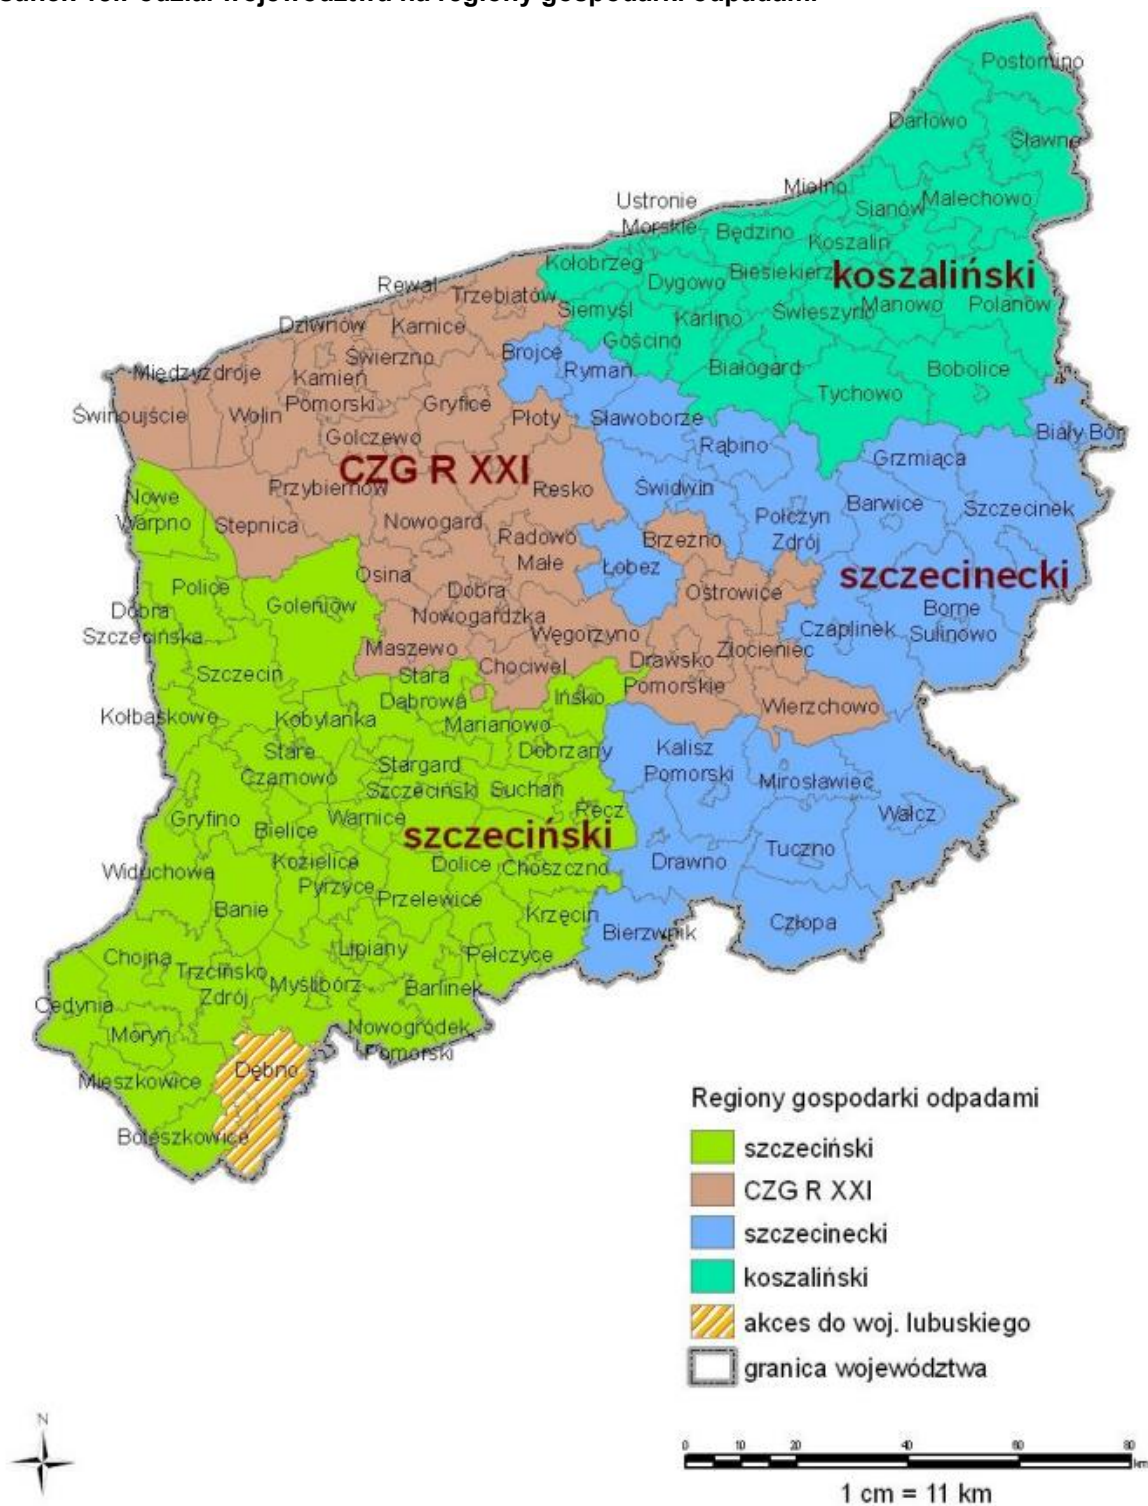 Podział województwa na regiony gospodarki odpadami
Postomino
Darłowo
Sławno
Mielno
Ustronie
Morskie
Sianów
Malechowo
Będzino
Koszalin
Kołobrzeg
Dygowo
Biesiekierz
koszaliński
Rewal
Trzebiatów
Siemyśl
Karlino
Świeszyno
Manowo
Polanów
Dziwnów
Karnice
Gościno
Świerzno
Brojce
Rymań
Białogard
Bobolice
Międzyzdroje
Kamień
Pomorski
Tychowo
Świnoujście
Wolin
Gryfice
Płoty
Sławoborze
Golczewo
Rąbino
Biały Bór
CZG R XXI
Grzmiąca
Przybiernów
Resko
Świdwin
Nowe
Warpno
Barwice
Szczecinek
Stepnica
Nowogard
Połczyn
Zdrój
Radowo
Małe
Brzeżno
Osina
Łobez
szczecinecki
Police
Goleniów
Dobra
Nowogardzka
Ostrowice
Borne
Sulinowo
Dobra
Szczecińska
Węgorzyno
Czaplinek
Maszewo
Chociwel
Drawsko
Pomorskie
Złocieniec
Szczecin
Stara
Dąbrowa
Ińsko
Wierzchowo
Kołbaskowo
Kobylanka
Marianowo
Stare
Czarnowo
Dobrzany
Kalisz
Pomorski
Stargard
Szczeciński
Suchań
Mirosławiec
Gryfino
Bielice
Warnice
Recz
Wałcz
szczeciński
Tuczno
Widuchowa
Kozielice
Dolice
Choszczno
Drawno
Pyrzyce
Przelewice
Banie
Krzęcin
Człopa
Bierzwnik
Chojna
Lipiany
Pełczyce
Trzcińsko
Zdrój
Myślibórz
Barlinek
Cedynia
Moryń
Nowogródek
Pomorski
Mieszkowice
Dębno
Boleszkowice
Regiony gospodarki odpadami
szczeciński
CZG R XXI
szczecinecki
koszaliński
akces do woj. lubuskiego
granica województwa
N
0 10 20 40 60 80
km
1 cm = 11 km